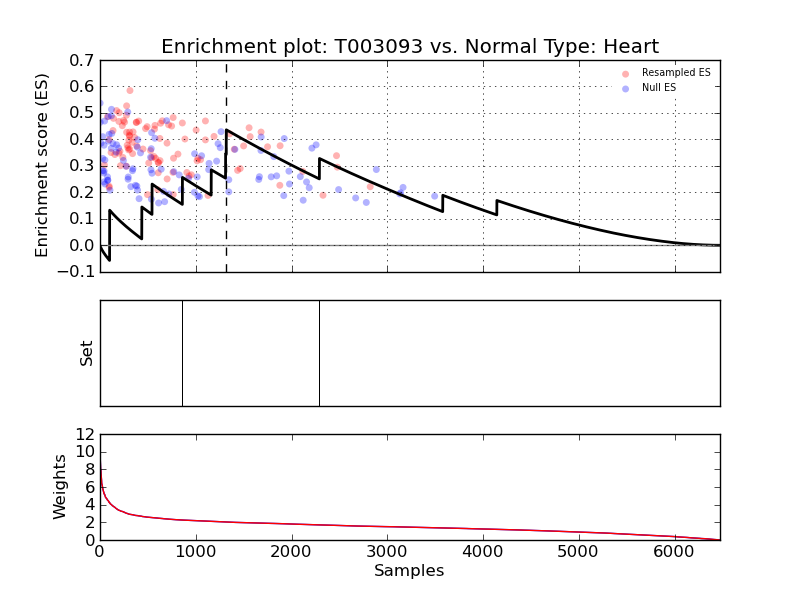 Enrichment plot: T003093 vs. Normal Type: Heart
Enrichment score (ES)
0.7
0.6
0.5
0.4
0.3
0.2
0.1
0.0
−0.1
Resampled ES
Null ES
Set
Weights
12
10
8
6
4
2
0
0 1000 2000 3000 4000 5000 6000
Samples